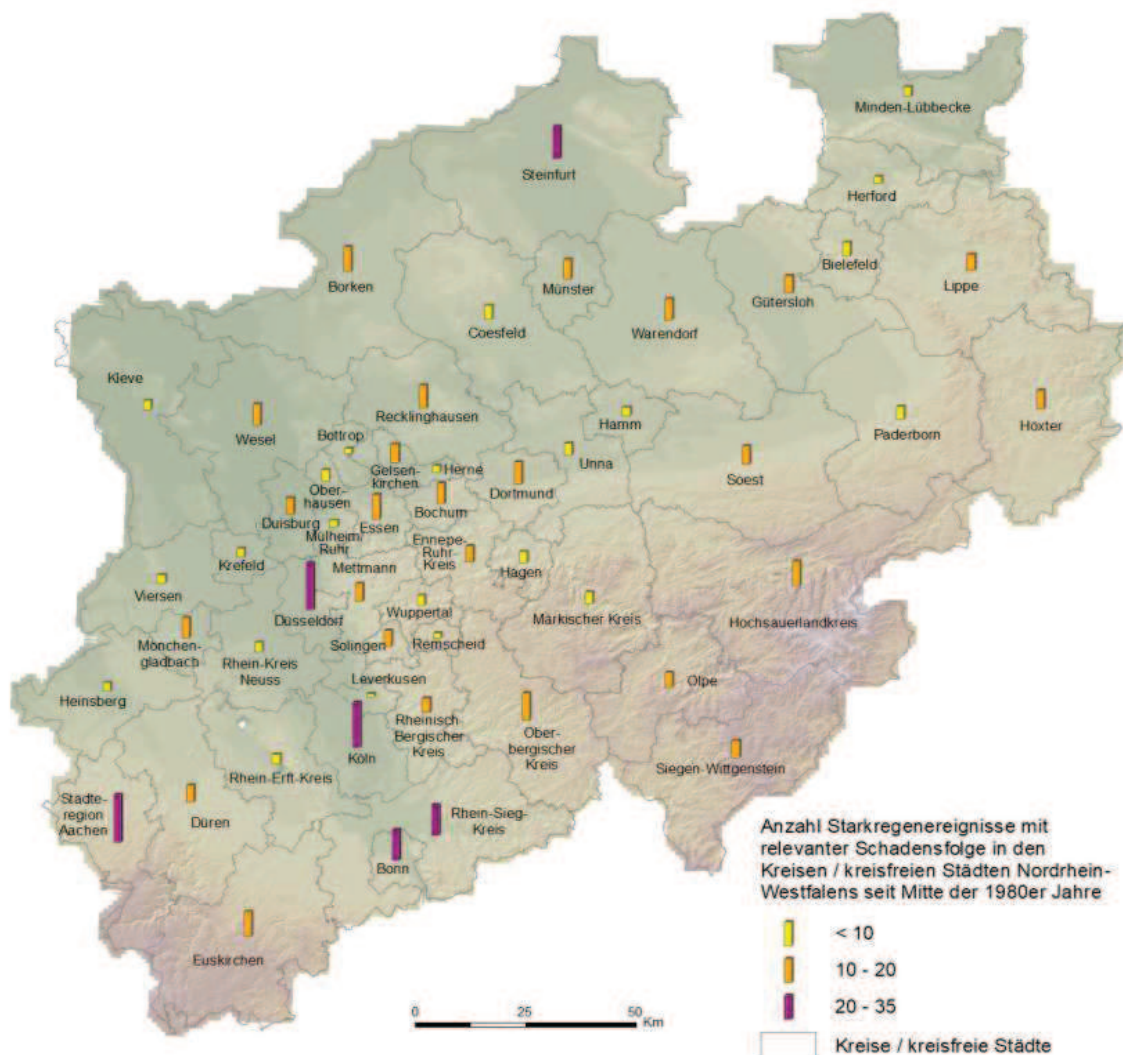 Minden-Lübbecke
Steinfurt
Herford
Bielefeld
Lippe
Borken
Münster
Gütersloh
Warendorf
Coesfeld
Kleve
Recklinghausen
Hamm
Paderborn
Höxter
Wesel
Bottrop
Unna
Gelsen-
kirchen
Herne
Soest
Ober-
hausen
Dortmund
Duisburg
Essen
Bochum
Mülheim/
Ruhr
Ennepe-
Ruhr-
Kreis
Krefeld
Mettmann
Hagen
Viersen
Düsseldorf
Wuppertal
Märkischer Kreis
Hochsauerlandkreis
Mönchen-
gladbach
Rhein-Kreis
Neuss
Solingen
Remscheid
Heinsberg
Leverkusen
Olpe
Köln
Rheinisch-
Bergischer
Kreis
Ober-
bergischer
Kreis
Siegen-Wittgenstein
Rhein-Erft-Kreis
Städte-
region
Aachen
Düren
Rhein-Sieg-
Kreis
Bonn
Euskirchen
Anzahl Starkregenereignisse mit
relevanter Schadensfolge in den
Kreisen / kreisfreien Städten Nordrhein-
Westfalens seit Mitte der 1980er Jahre
< 10
10 - 20
20 - 35
Kreise / kreisfreie Städte
0 25 50
Km